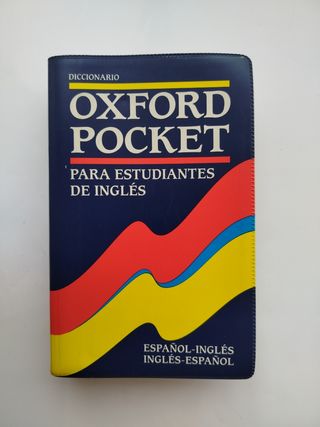 DICCIONARIO
OXFORD
POCKET
PARA ESTUDIANTES
DE INGLÉS
ESPAÑOL-INGLÉS
INGLÉS-ESPAÑOL